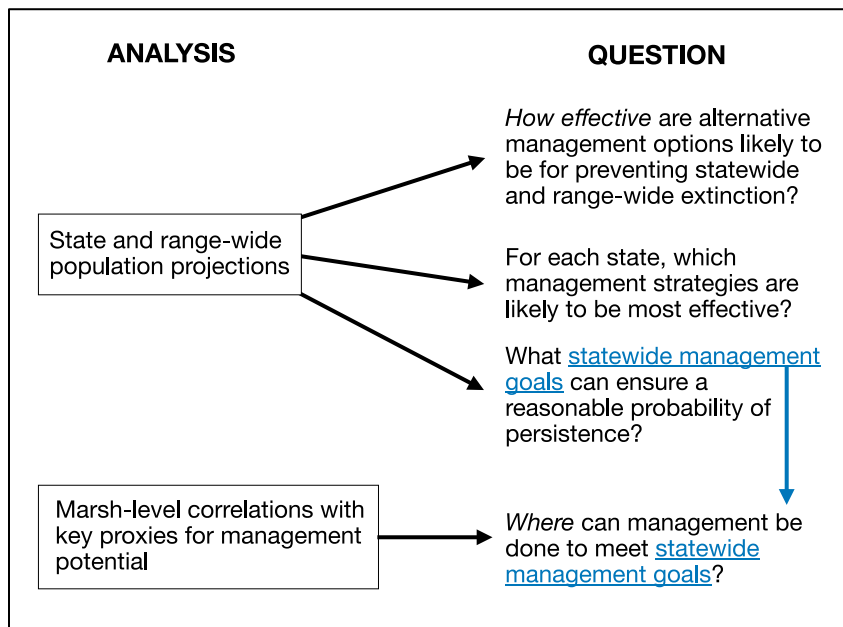 ANALYSIS
QUESTION
How effective are alternative
management options likely to
be for preventing statewide
and range-wide extinction?
State and range-wide
population projections
For each state, which
management strategies are
likely to be most effective?
What statewide management
goals can ensure a
reasonable probability of
persistence?
Marsh-level correlations with
key proxies for management
potential
Where can management be
done to meet statewide
management goals?